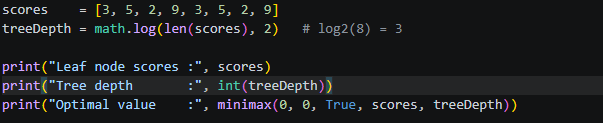 scores    = [3, 5, 2, 9, 3, 5, 2, 9]
treeDepth = math.log(len(scores), 2)   # log2(8) = 3
print("Leaf node scores :", scores)
print("Tree depth       :", int(treeDepth))
print("Optimal value    :", minimax(0, 0, True, scores, treeDepth))